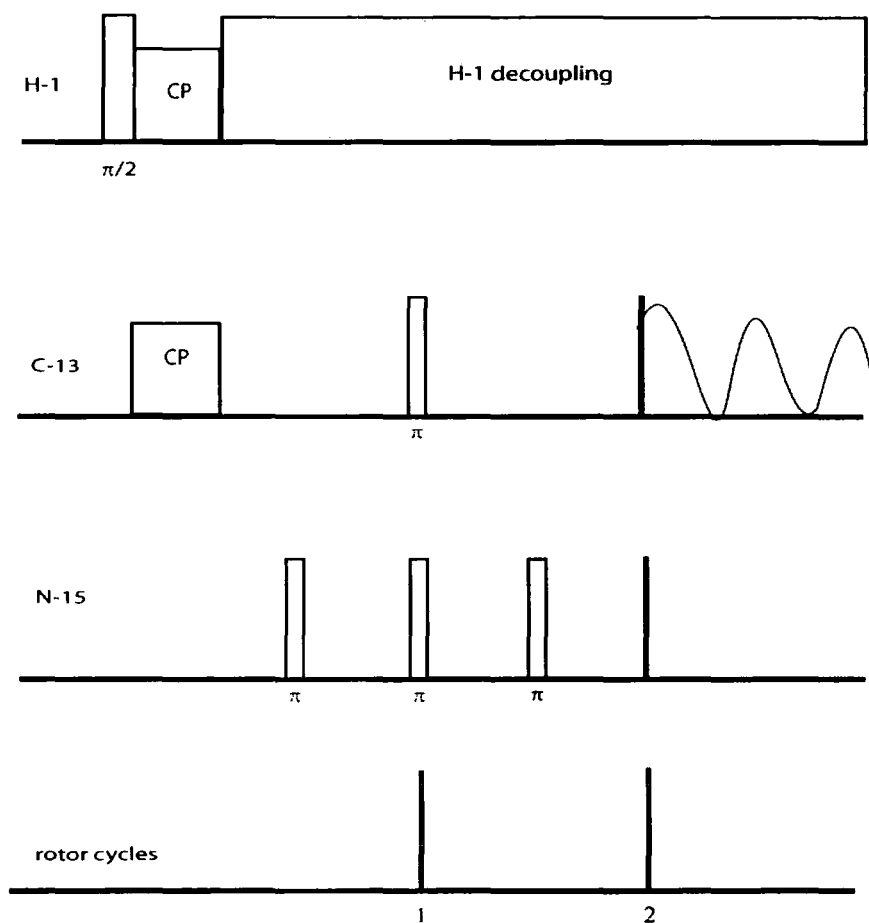 H-1
CP
H-1 decoupling
π/2
C-13
CP
π
N-15
π π π
rotor cycles
1 2